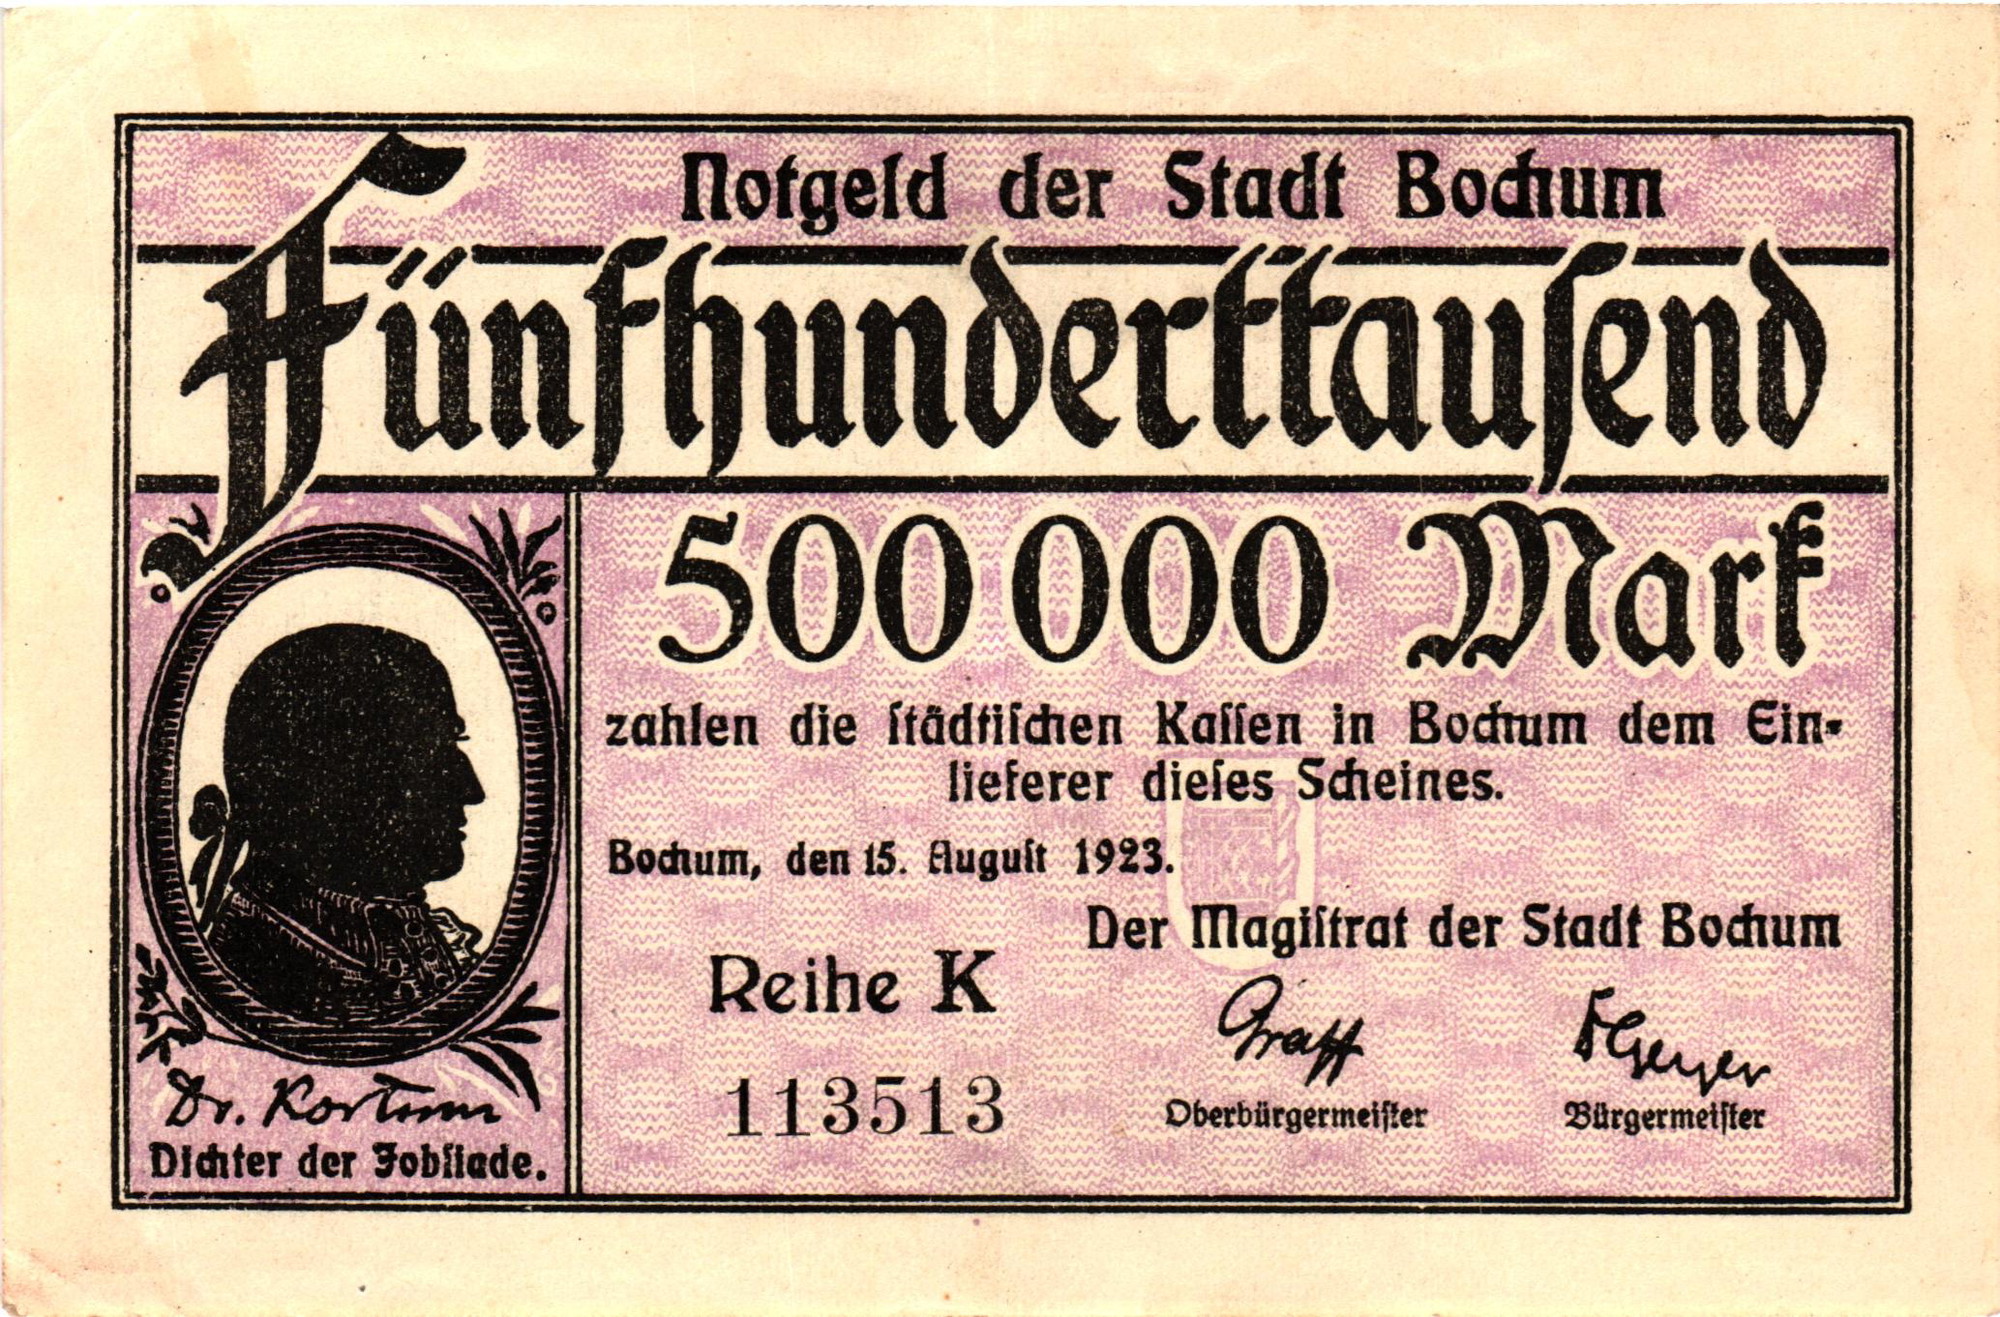 Notgeld der Stadt Bochum
Fünfhunderttauſend
500 000 Mark
zahlen die ſtädtiſchen Kaſſen in Bochum dem Ein-
lieferer dieſes Scheines.
Bochum, den 15. Auguſt 1923.
Der Magiſtrat der Stadt Bochum
Reihe K
Graff
Geyer
113513
Oberbürgermeiſter
Bürgermeiſter
Dr. Kortum
Dichter der Jobſiade.